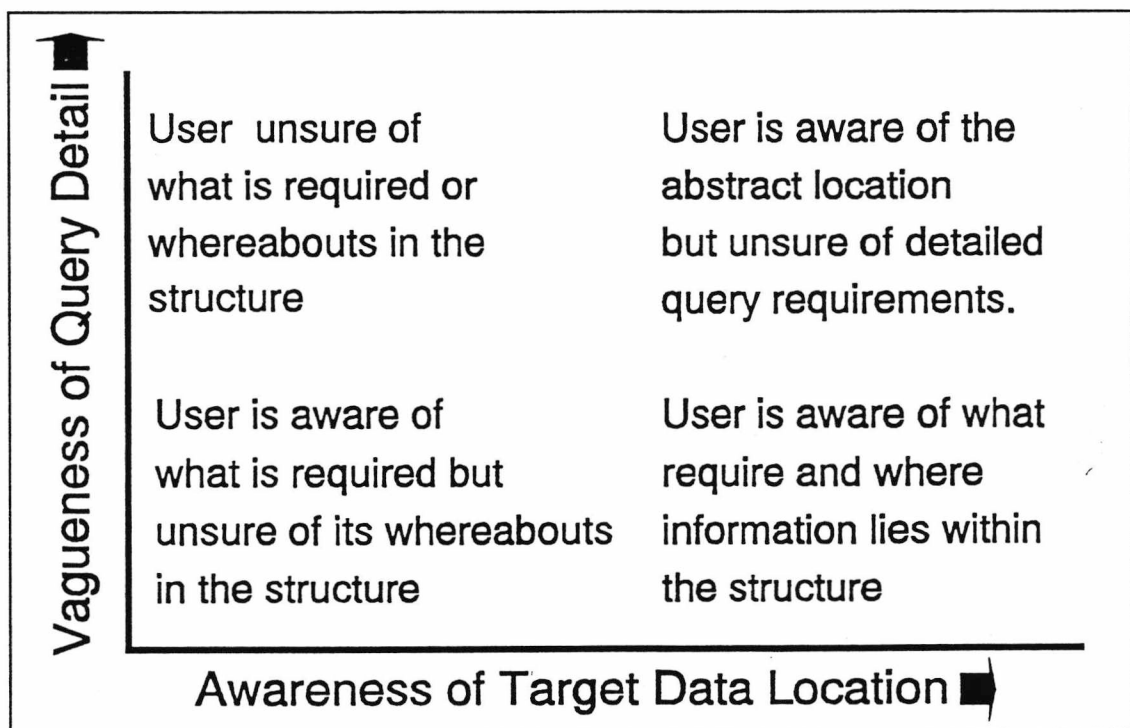 Vagueness of Query Detail
User unsure of
what is required or
whereabouts in the
structure
User is aware of the
abstract location
but unsure of detailed
query requirements.
User is aware of
what is required but
unsure of its whereabouts
in the structure
User is aware of what
require and where
information lies within
the structure
Awareness of Target Data Location